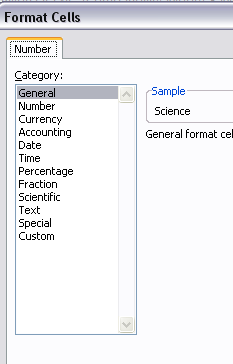 Format Cells
Number
Category:
General
Number
Currency
Accounting
Date
Time
Percentage
Fraction
Scientific
Text
Special
Custom
Sample
Science
General format cel